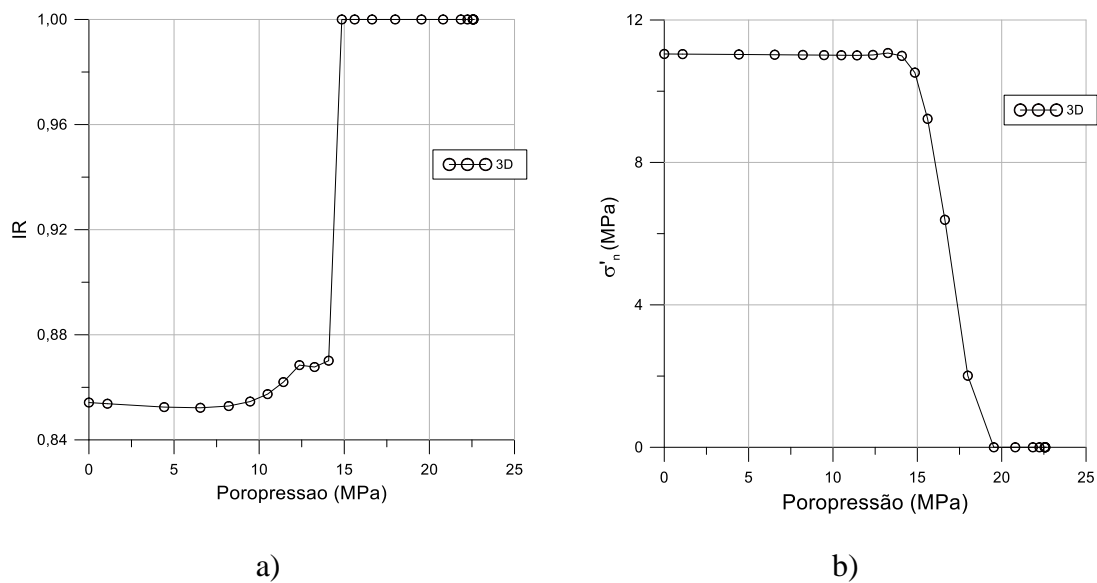 1,00
0,96
0,92
0,88
0,84
IR
0 5 10 15 20 25
Poropressao (MPa)
3D
a)
12
8
4
0
σ'n (MPa)
0 5 10 15 20 25
Poropressão (MPa)
3D
b)